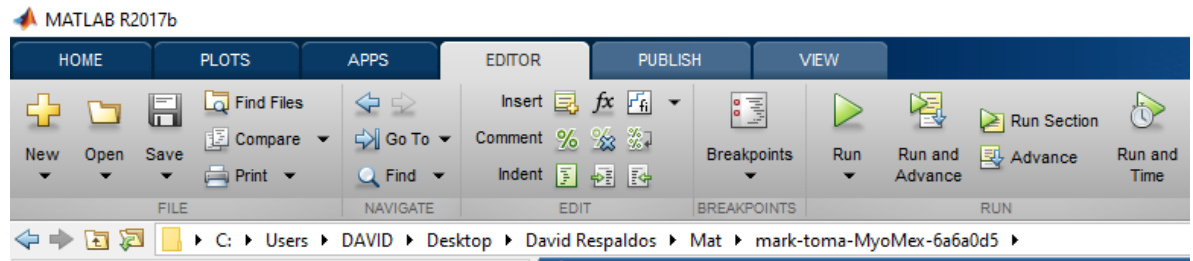 MATLAB R2017b
HOME PLOTS APPS EDITOR PUBLISH VIEW
Find Files Insert fx fi
Compare Go To Comment % % % Run Section
New Open Save Breakpoints Run Run and Advance Advance Run and Time
Print Find Indent
FILE NAVIGATE EDIT BREAKPOINTS RUN
C: Users DAVID Desktop David Respaldos Mat mark-toma-MyoMex-6a6a0d5